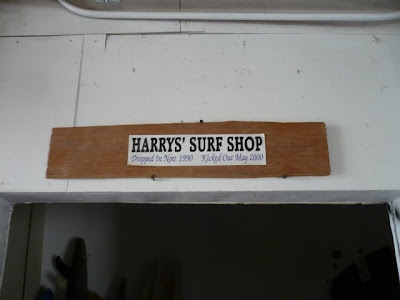 HARRYS' SURF SHOP
Dropped In Nov. 1990 Kicked Out May 2000